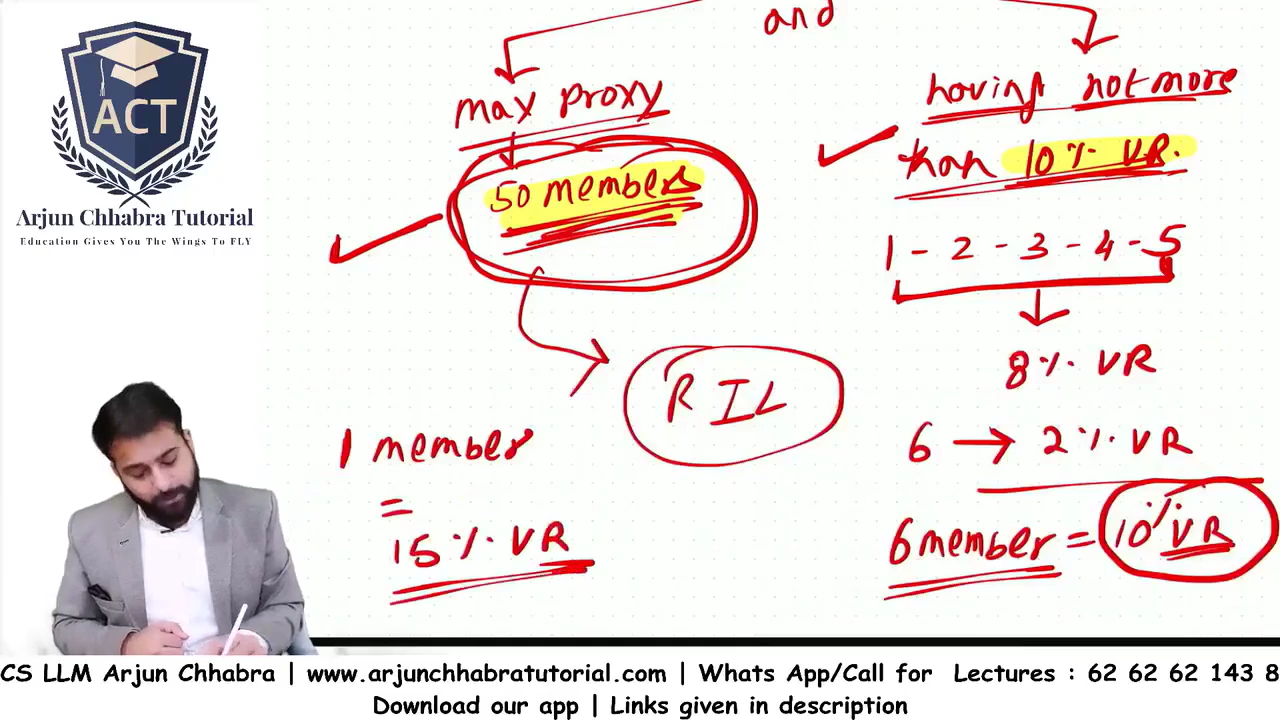 and
max proxy
50 members
having not more
than 10% VR.
1 - 2 - 3 - 4 - 5
8% VR
6 → 2% VR
6 member = 10% VR
RIL
1 member
=
15% VR
ACT
Arjun Chhabra Tutorial
Education Gives You The Wings To FLY
CS LLM Arjun Chhabra | www.arjunchhabratutorial.com | Whats App/Call for Lectures : 62 62 62 143 8
Download our app | Links given in description